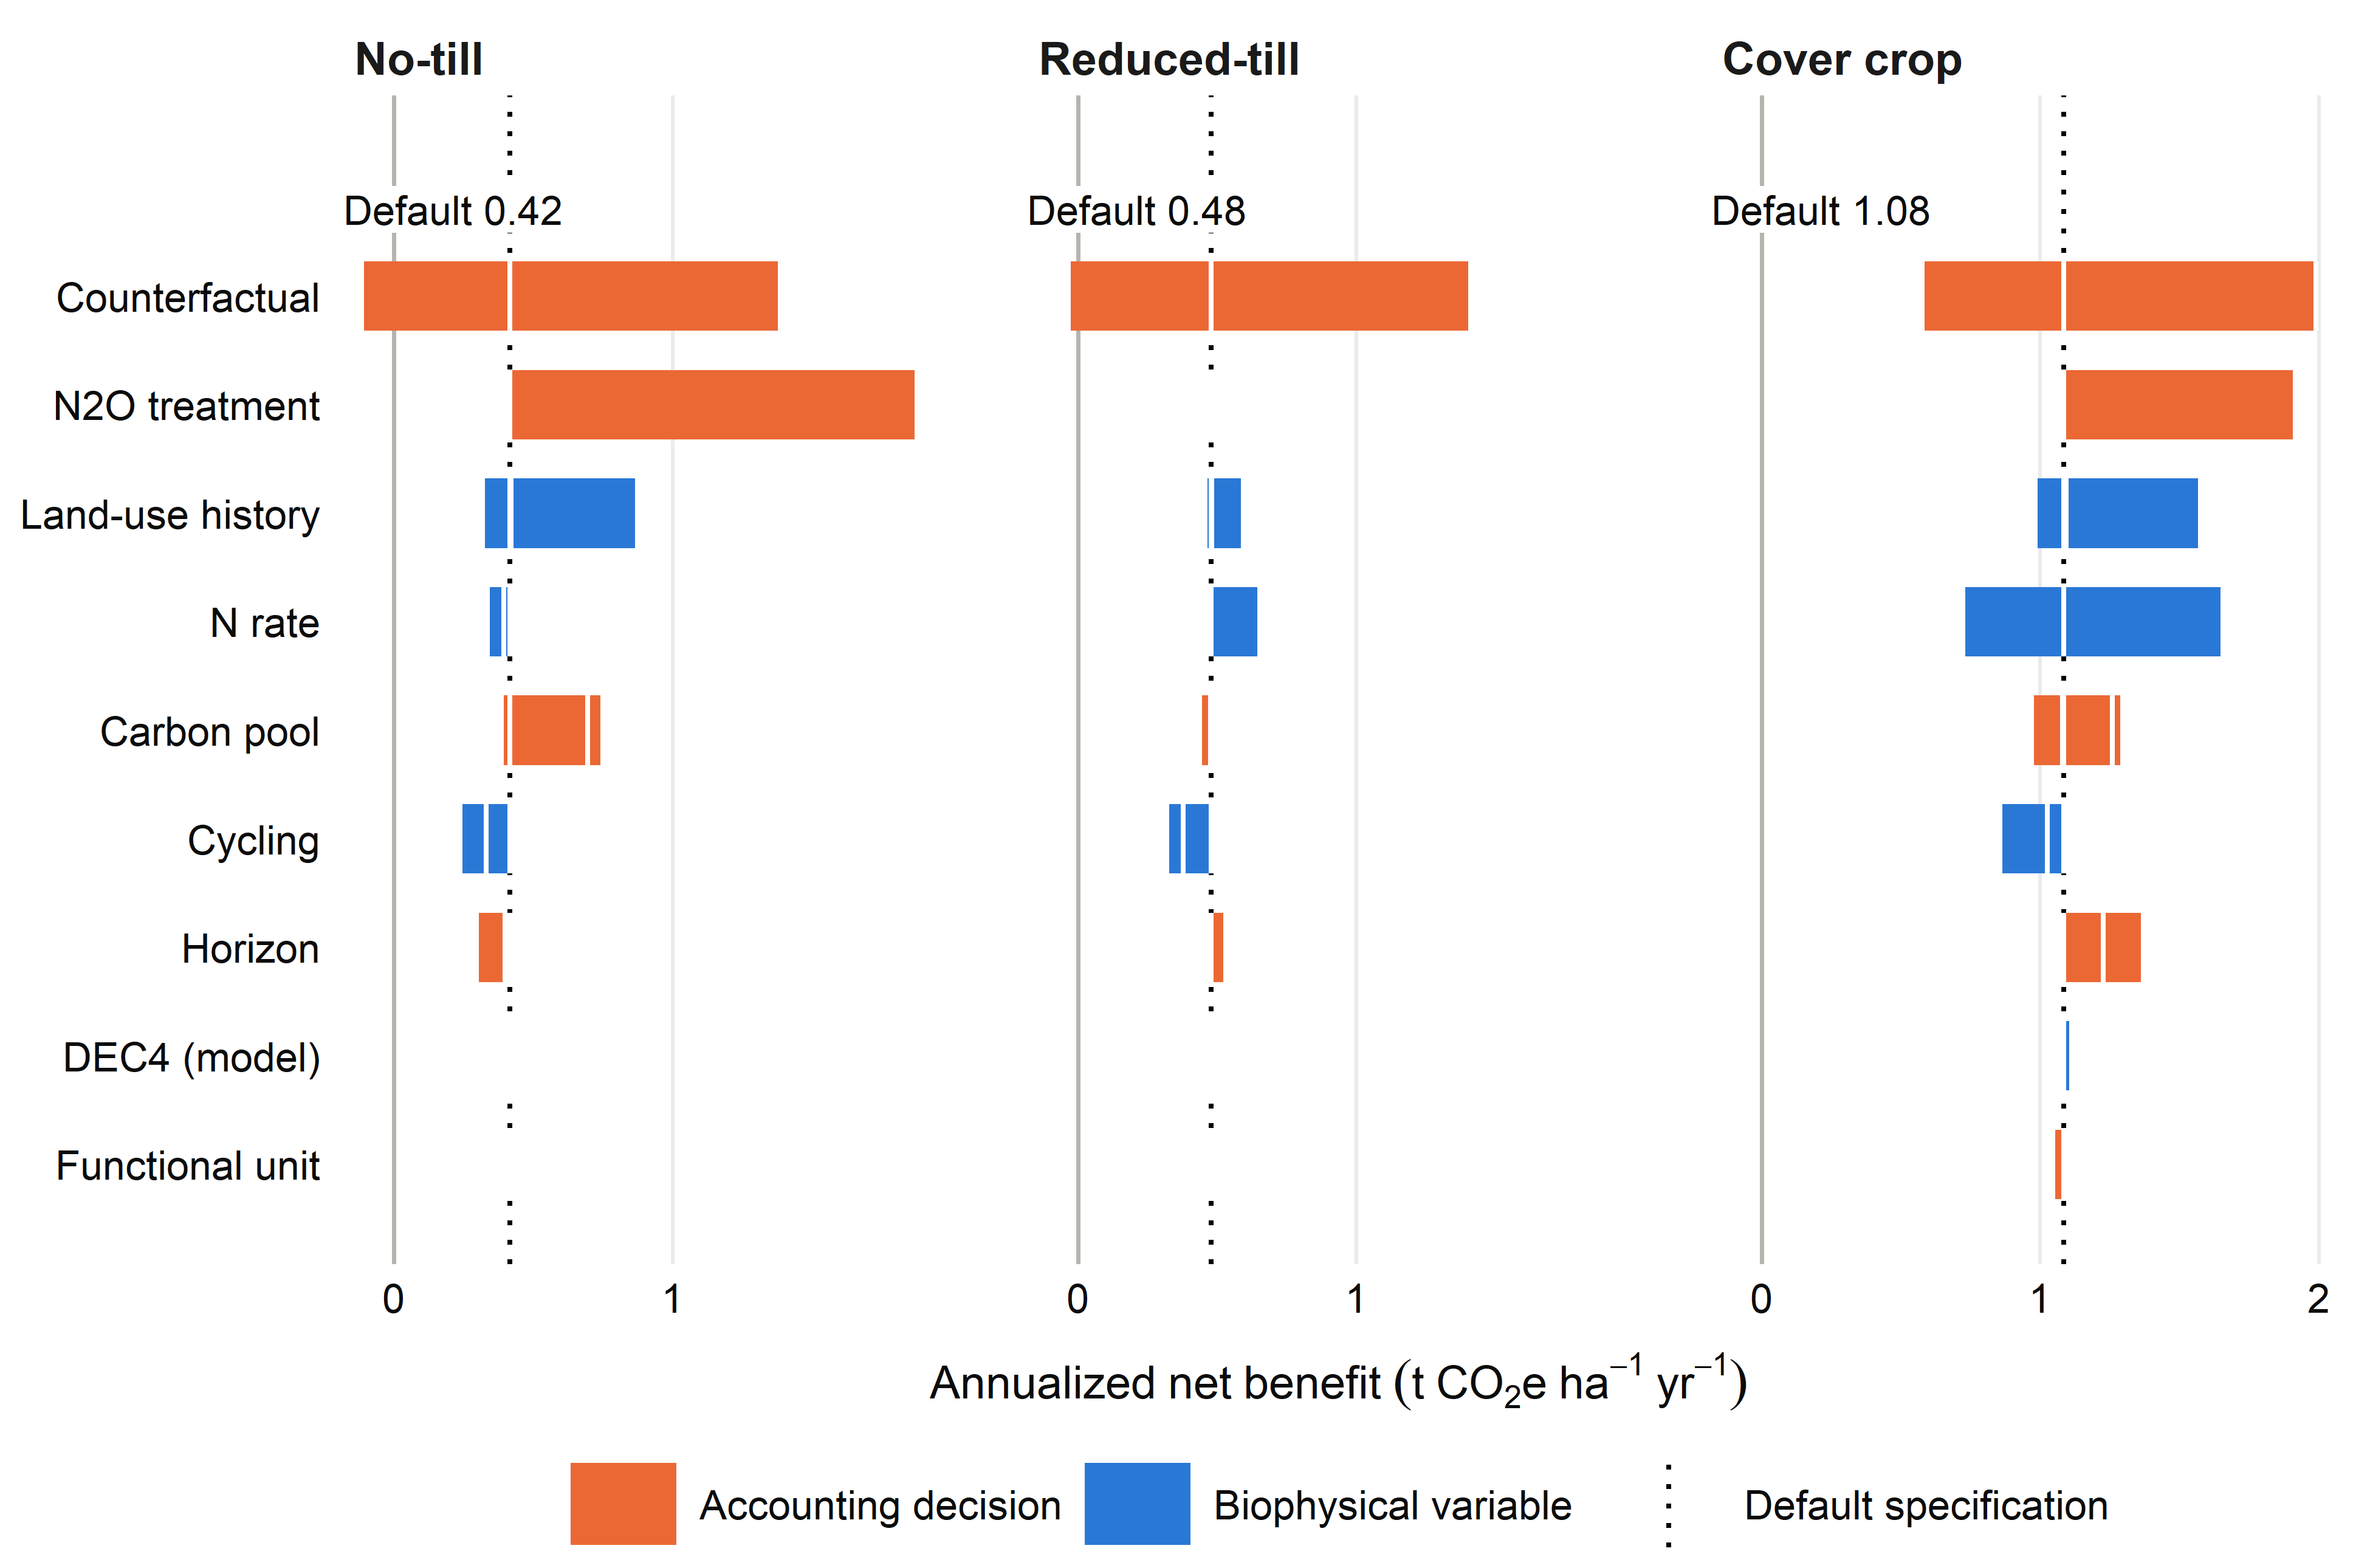 No-till Reduced-till Cover crop
Default 0.42 Default 0.48 Default 1.08
Counterfactual
N2O treatment
Land-use history
N rate
Carbon pool
Cycling
Horizon
DEC4 (model)
Functional unit
0 1 0 1 0 1 2
Annualized net benefit (t CO₂e ha⁻¹ yr⁻¹)
Accounting decision Biophysical variable Default specification